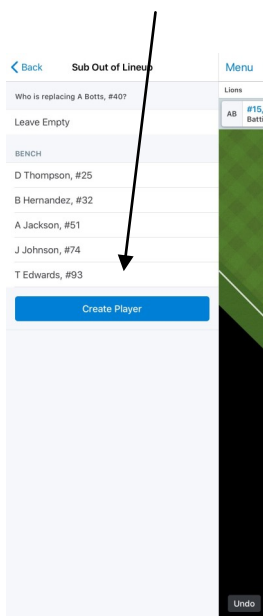 Back
Sub Out of Lineup
Menu
Who is replacing A Botts, #40?
Lions
Leave Empty
AB
#15,
Batti
BENCH
D Thompson, #25
B Hernandez, #32
A Jackson, #51
J Johnson, #74
T Edwards, #93
Create Player
Undo